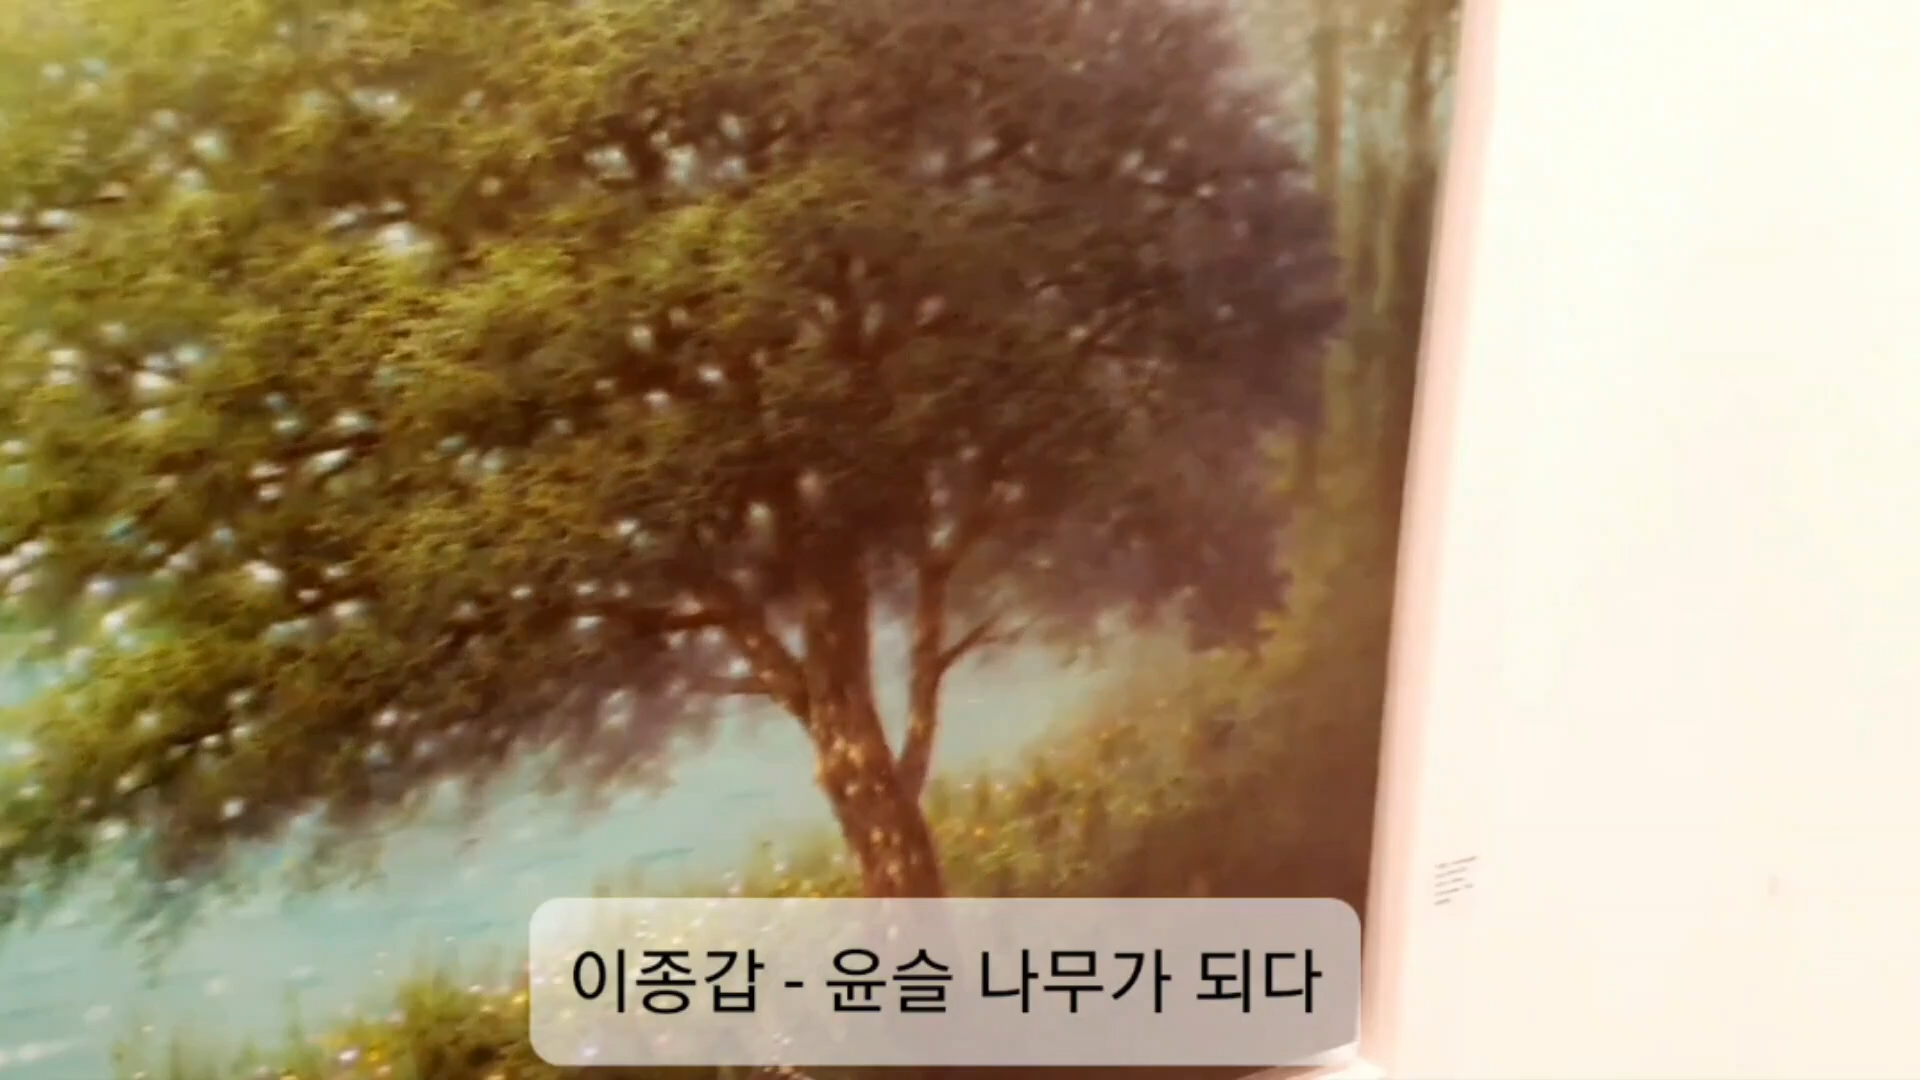 이종갑 - 윤슬 나무가 되다